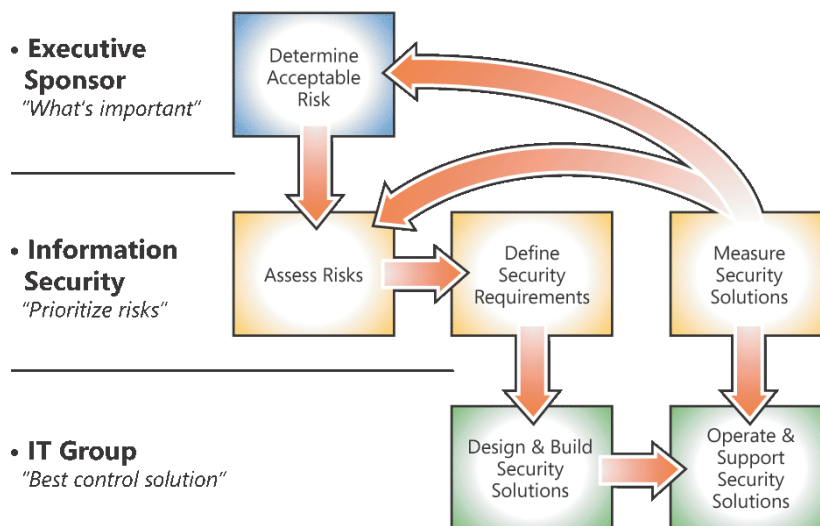 • Executive
Sponsor
"What's important"
Determine
Acceptable
Risk
• Information
Security
"Prioritize risks"
Assess Risks
Define
Security
Requirements
Measure
Security
Solutions
• IT Group
"Best control solution"
Design & Build
Security
Solutions
Operate &
Support
Security
Solutions